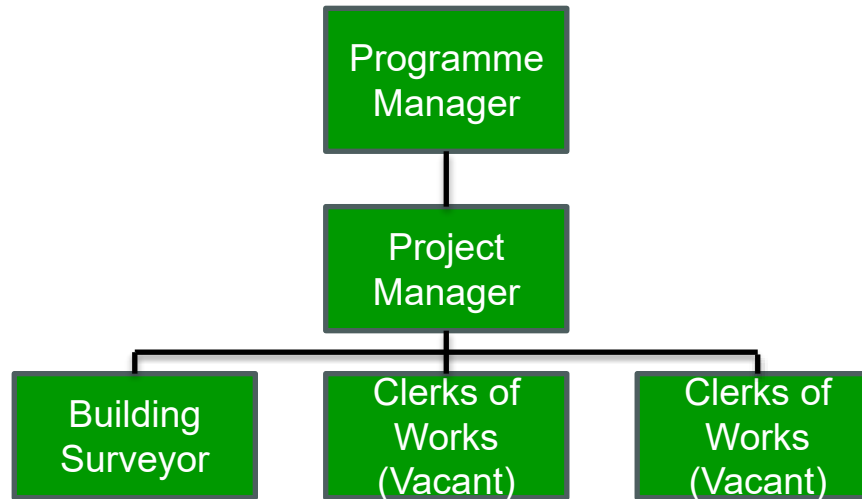 Programme
Manager
Project
Manager
Building
Surveyor
Clerks of
Works
(Vacant)
Clerks of
Works
(Vacant)